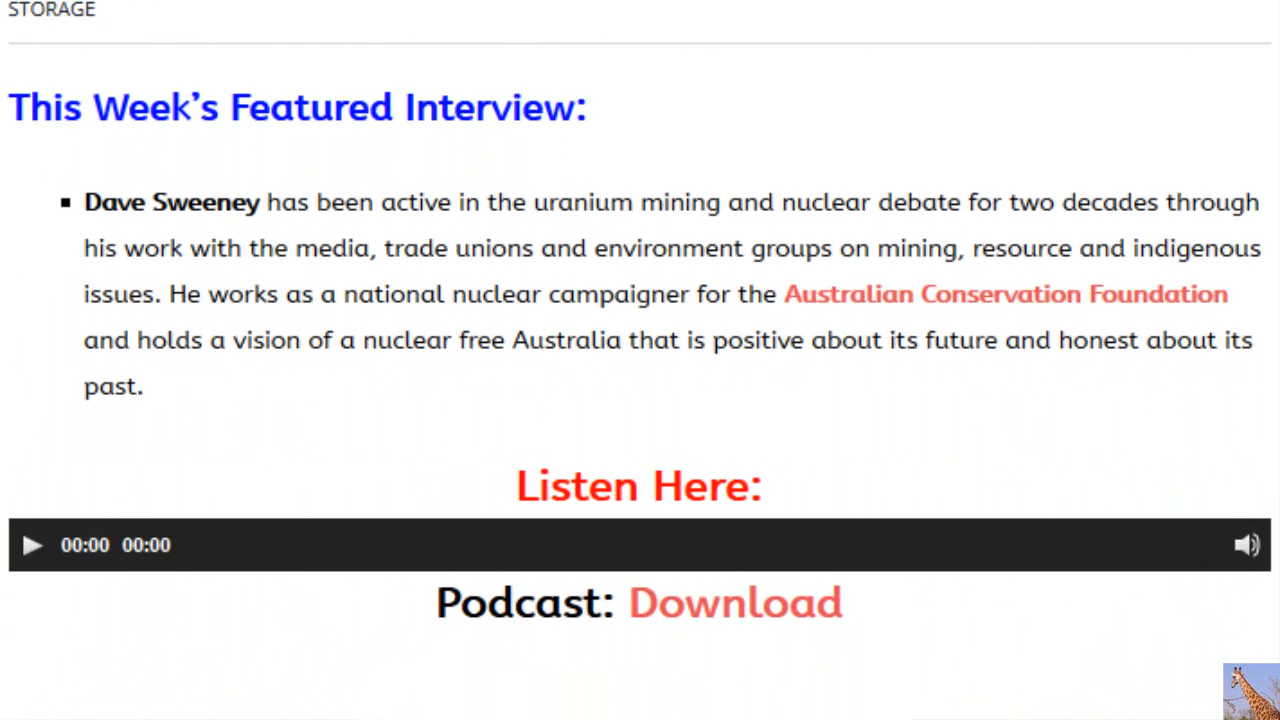 STORAGE
This Week’s Featured Interview:
Dave Sweeney has been active in the uranium mining and nuclear debate for two decades through
his work with the media, trade unions and environment groups on mining, resource and indigenous
issues. He works as a national nuclear campaigner for the Australian Conservation Foundation
and holds a vision of a nuclear free Australia that is positive about its future and honest about its
past.
Listen Here:
00:00 00:00
Podcast: Download